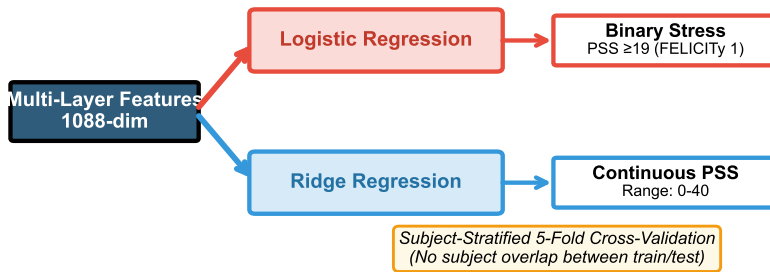 Multi-Layer Features
1088-dim
Logistic Regression
Binary Stress
PSS ≥19 (FELICITy 1)
Ridge Regression
Continuous PSS
Range: 0-40
Subject-Stratified 5-Fold Cross-Validation
(No subject overlap between train/test)